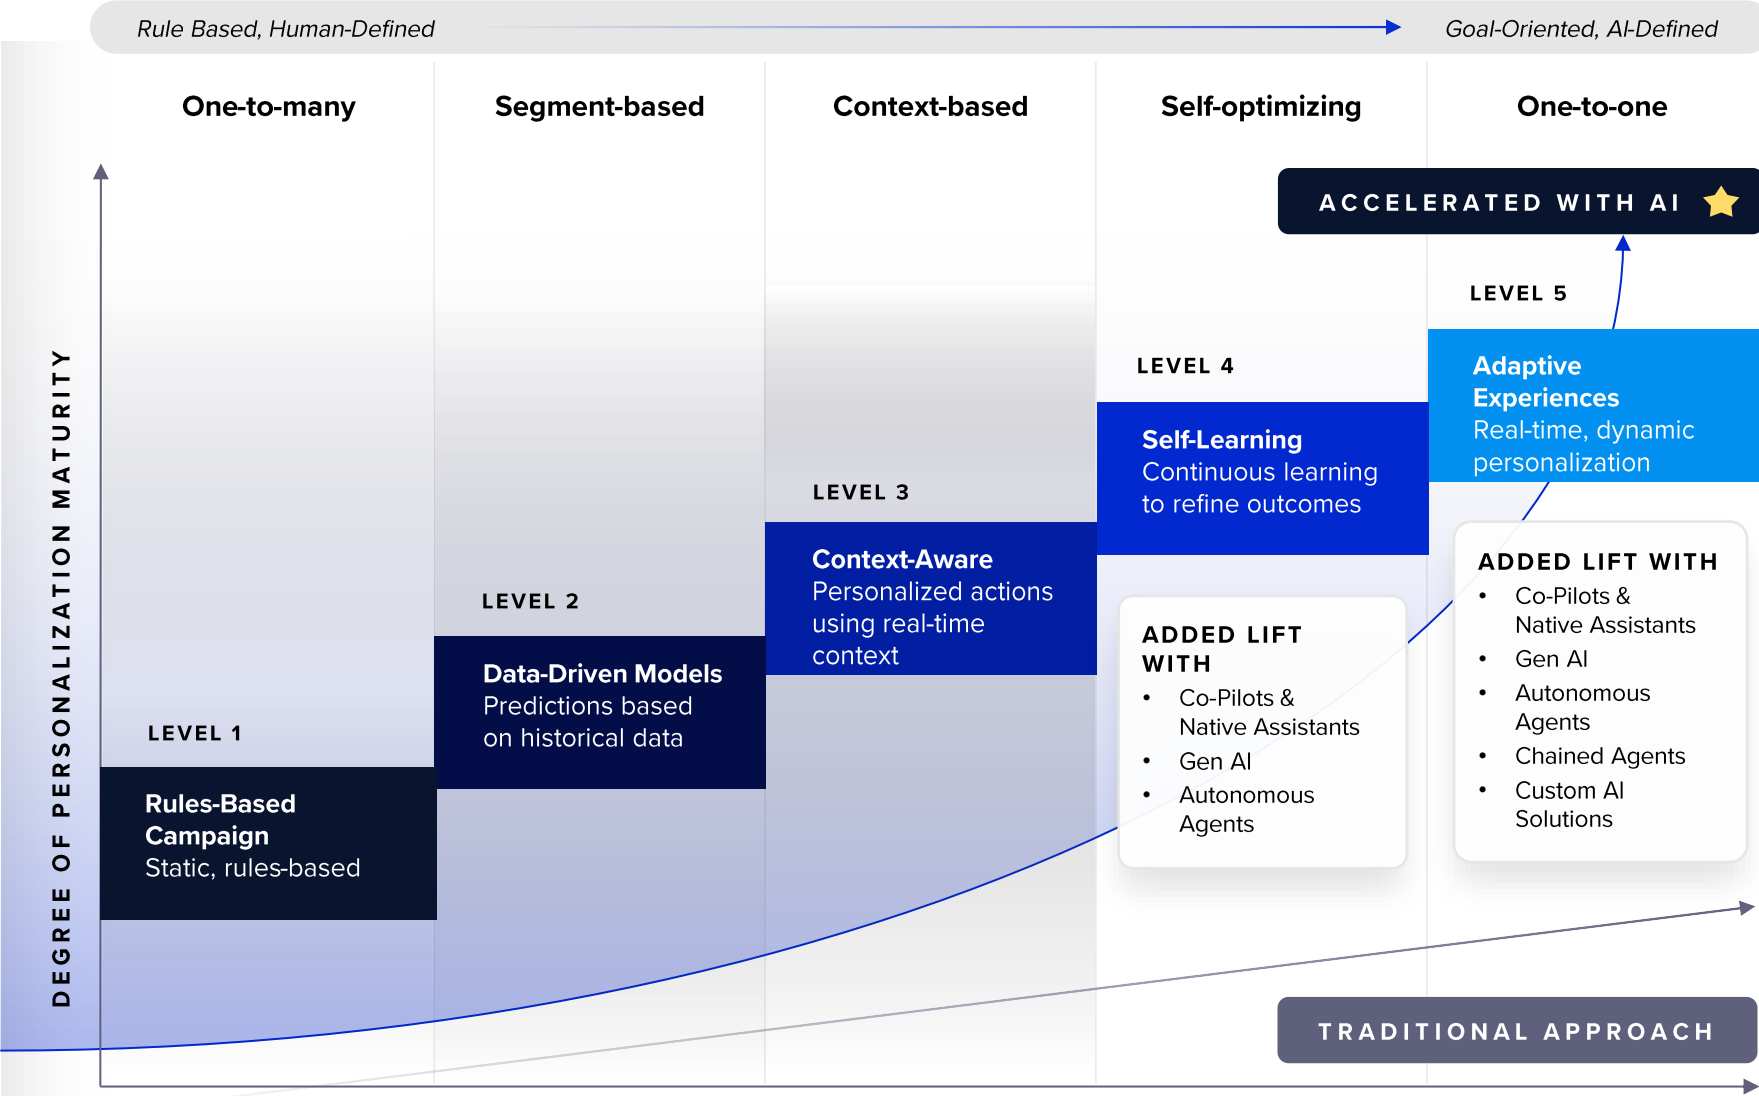 Rule Based, Human-Defined
Goal-Oriented, AI-Defined
One-to-many
Segment-based
Context-based
Self-optimizing
One-to-one
ACCELERATED WITH AI
DEGREE OF PERSONALIZATION MATURITY
LEVEL 1
Rules-Based
Campaign
Static, rules-based
LEVEL 2
Data-Driven Models
Predictions based
on historical data
LEVEL 3
Context-Aware
Personalized actions
using real-time
context
LEVEL 4
Self-Learning
Continuous learning
to refine outcomes
ADDED LIFT
WITH
• Co-Pilots &
Native Assistants
• Gen AI
• Autonomous
Agents
LEVEL 5
Adaptive
Experiences
Real-time, dynamic
personalization
ADDED LIFT WITH
• Co-Pilots &
Native Assistants
• Gen AI
• Autonomous
Agents
• Chained Agents
• Custom AI
Solutions
TRADITIONAL APPROACH